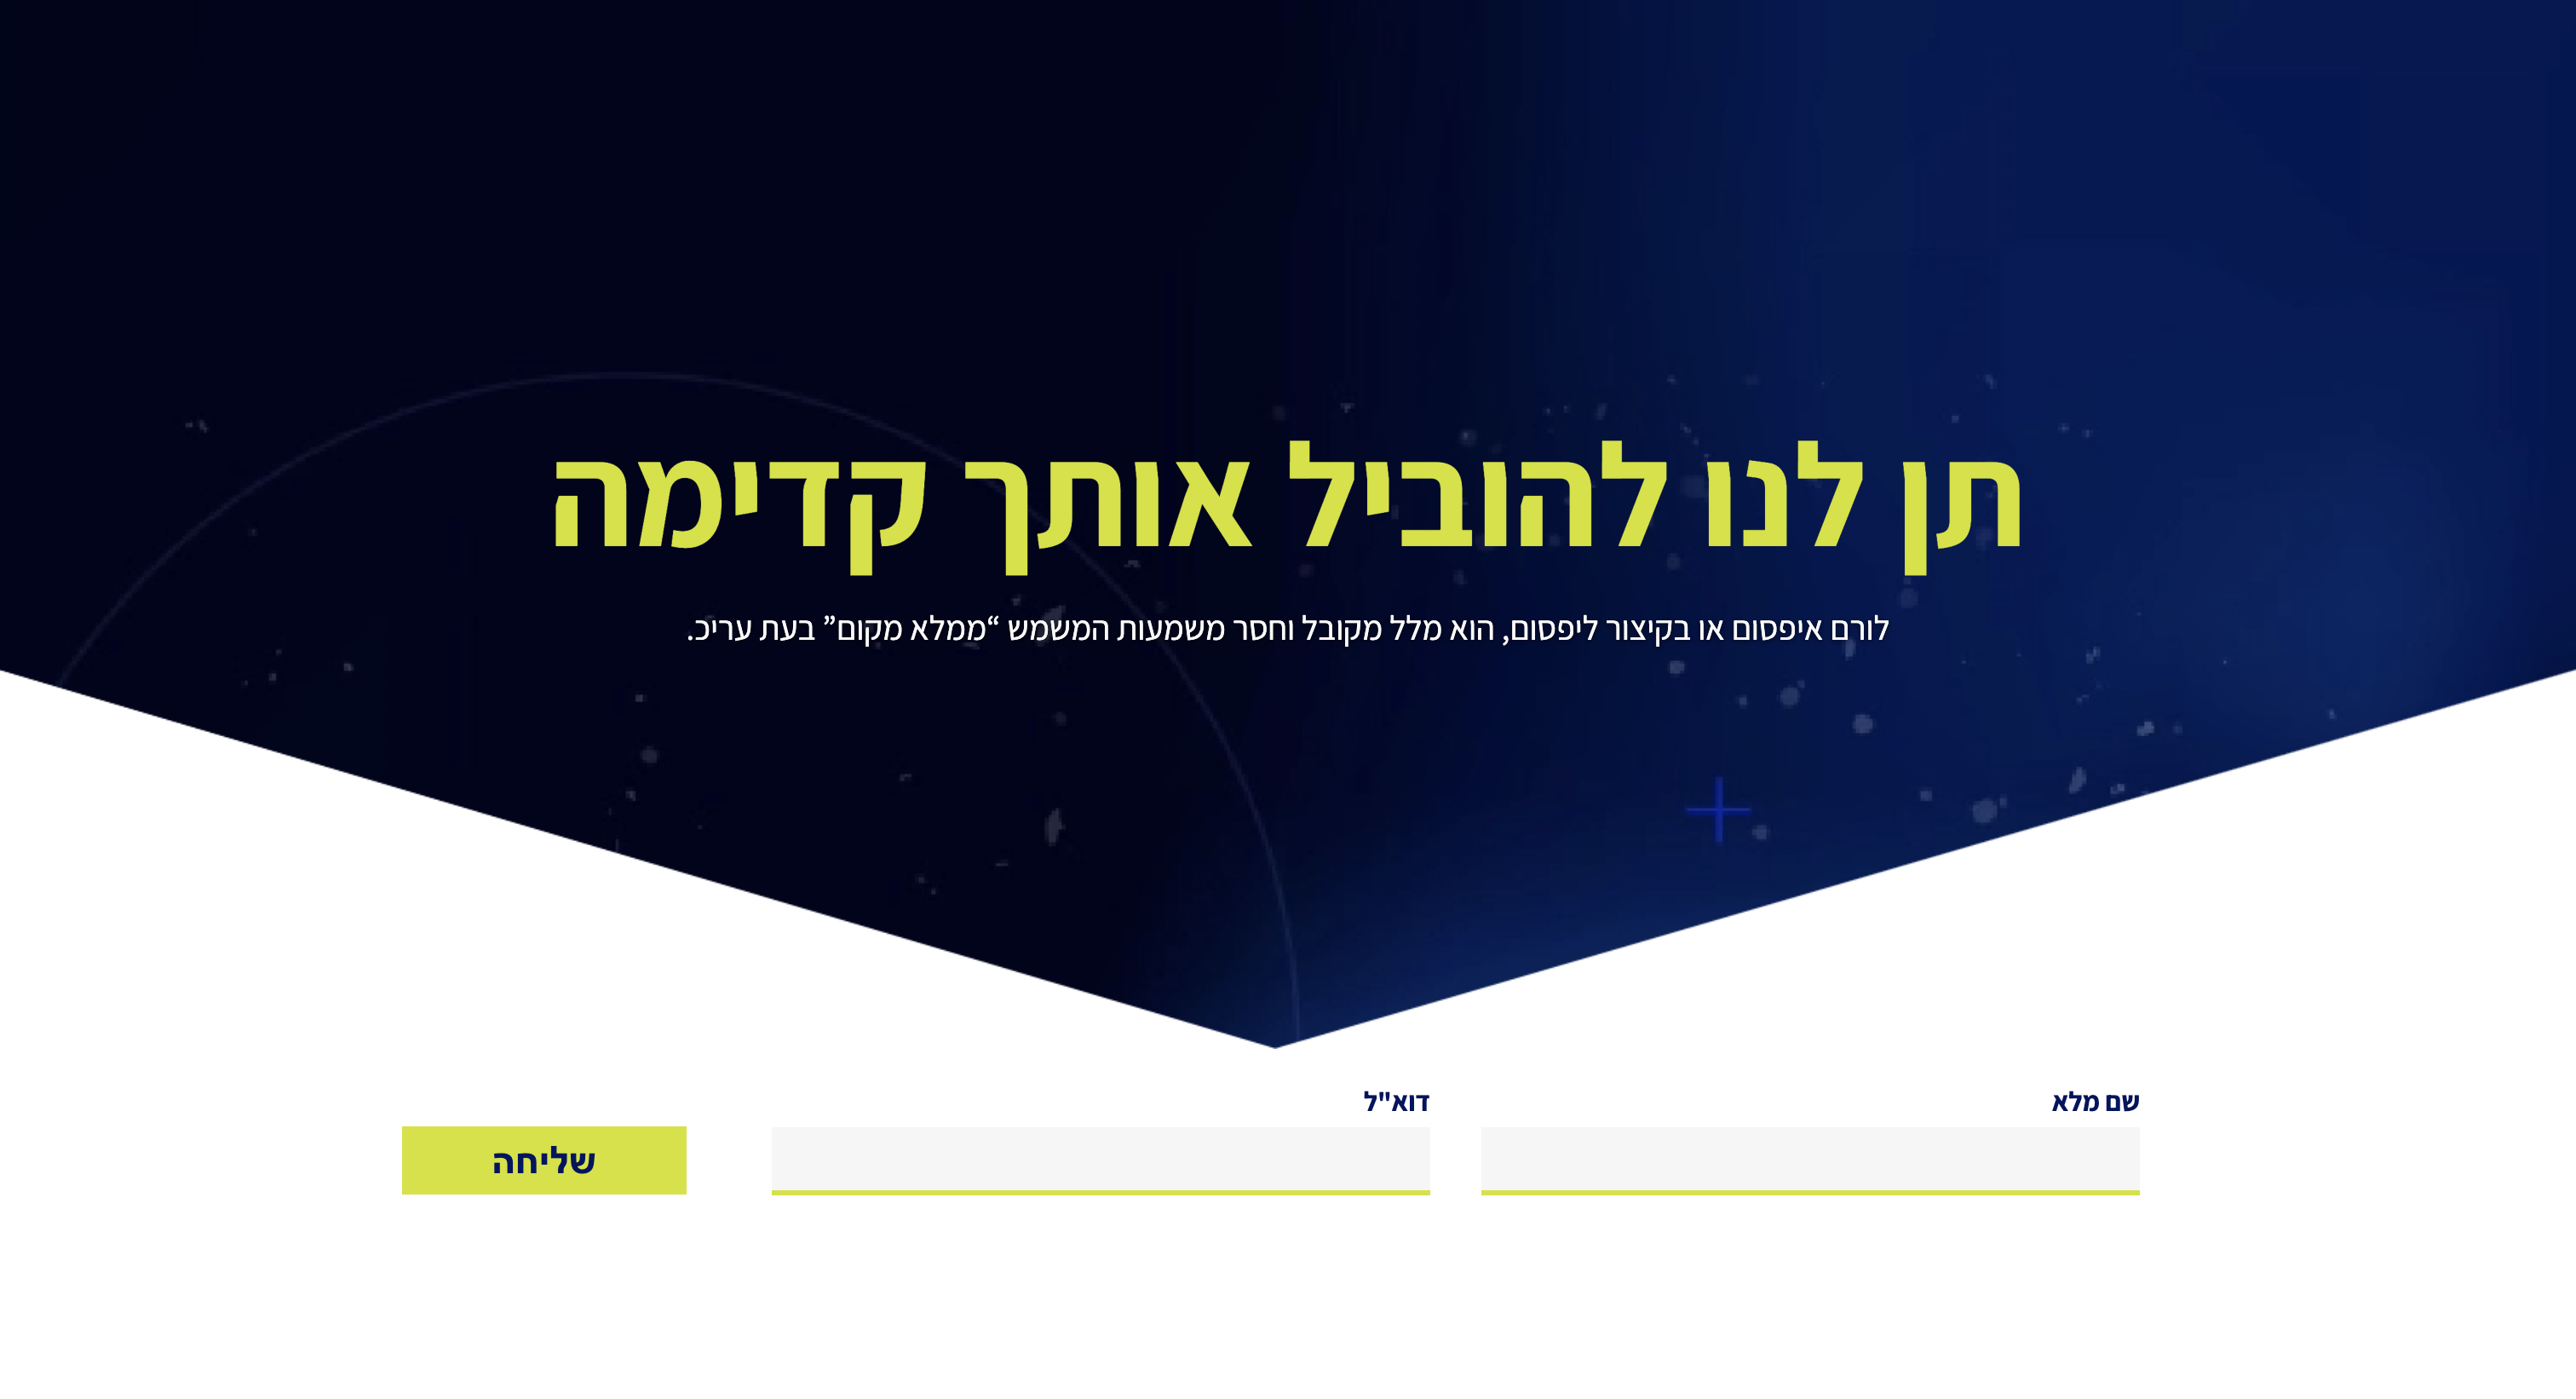 תן לנו להוביל אותך קדימה
לורם איפסום או בקיצור ליפסום, הוא מלל מקובל וחסר משמעות המשמש “ממלא מקום” בעת עריכ.
שם מלא
דוא"ל
שליחה